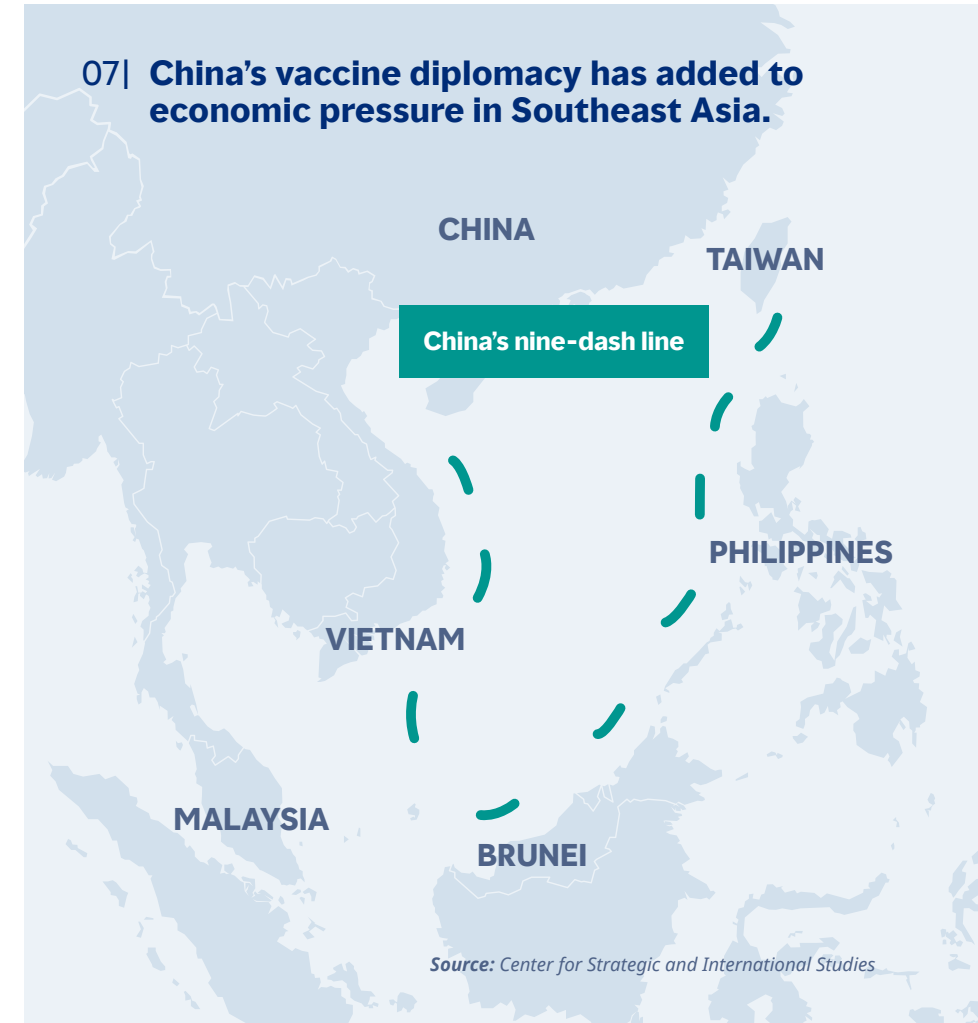 07| China’s vaccine diplomacy has added to
economic pressure in Southeast Asia.
CHINA
TAIWAN
China’s nine-dash line
PHILIPPINES
VIETNAM
MALAYSIA
BRUNEI
Source: Center for Strategic and International Studies